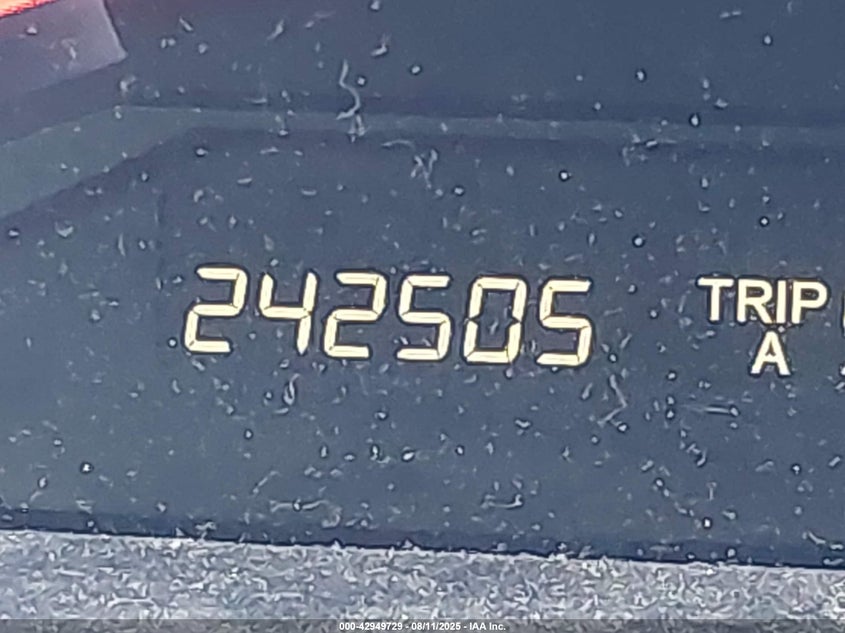 242505 TRIP
A
000-42949729 - 08/11/2025 - IAA Inc.